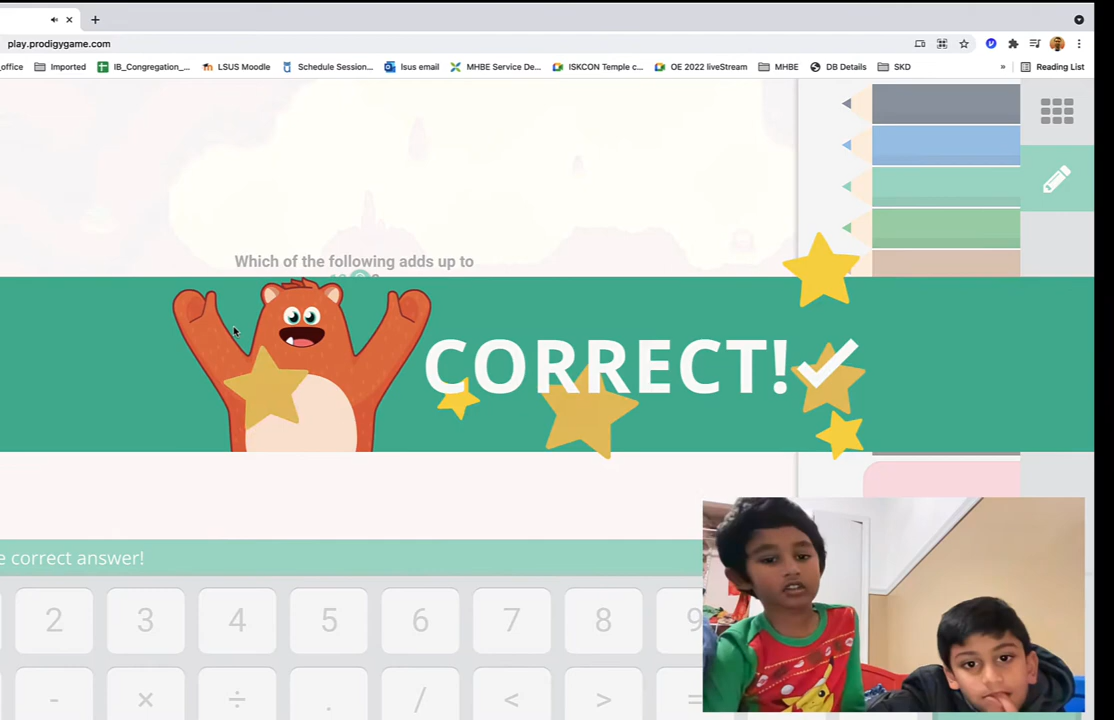 play.prodigygame.com
office Imported IB_Congregation_... LSUS Moodle Schedule Session... Isus email MHBE Service De... ISKCON Temple c... OE 2022 liveStream MHBE DB Details SKD » Reading List
Which of the following adds up to
CORRECT!
e correct answer!
2 3 4 5 6 7 8 9
- × ÷ . / < > =